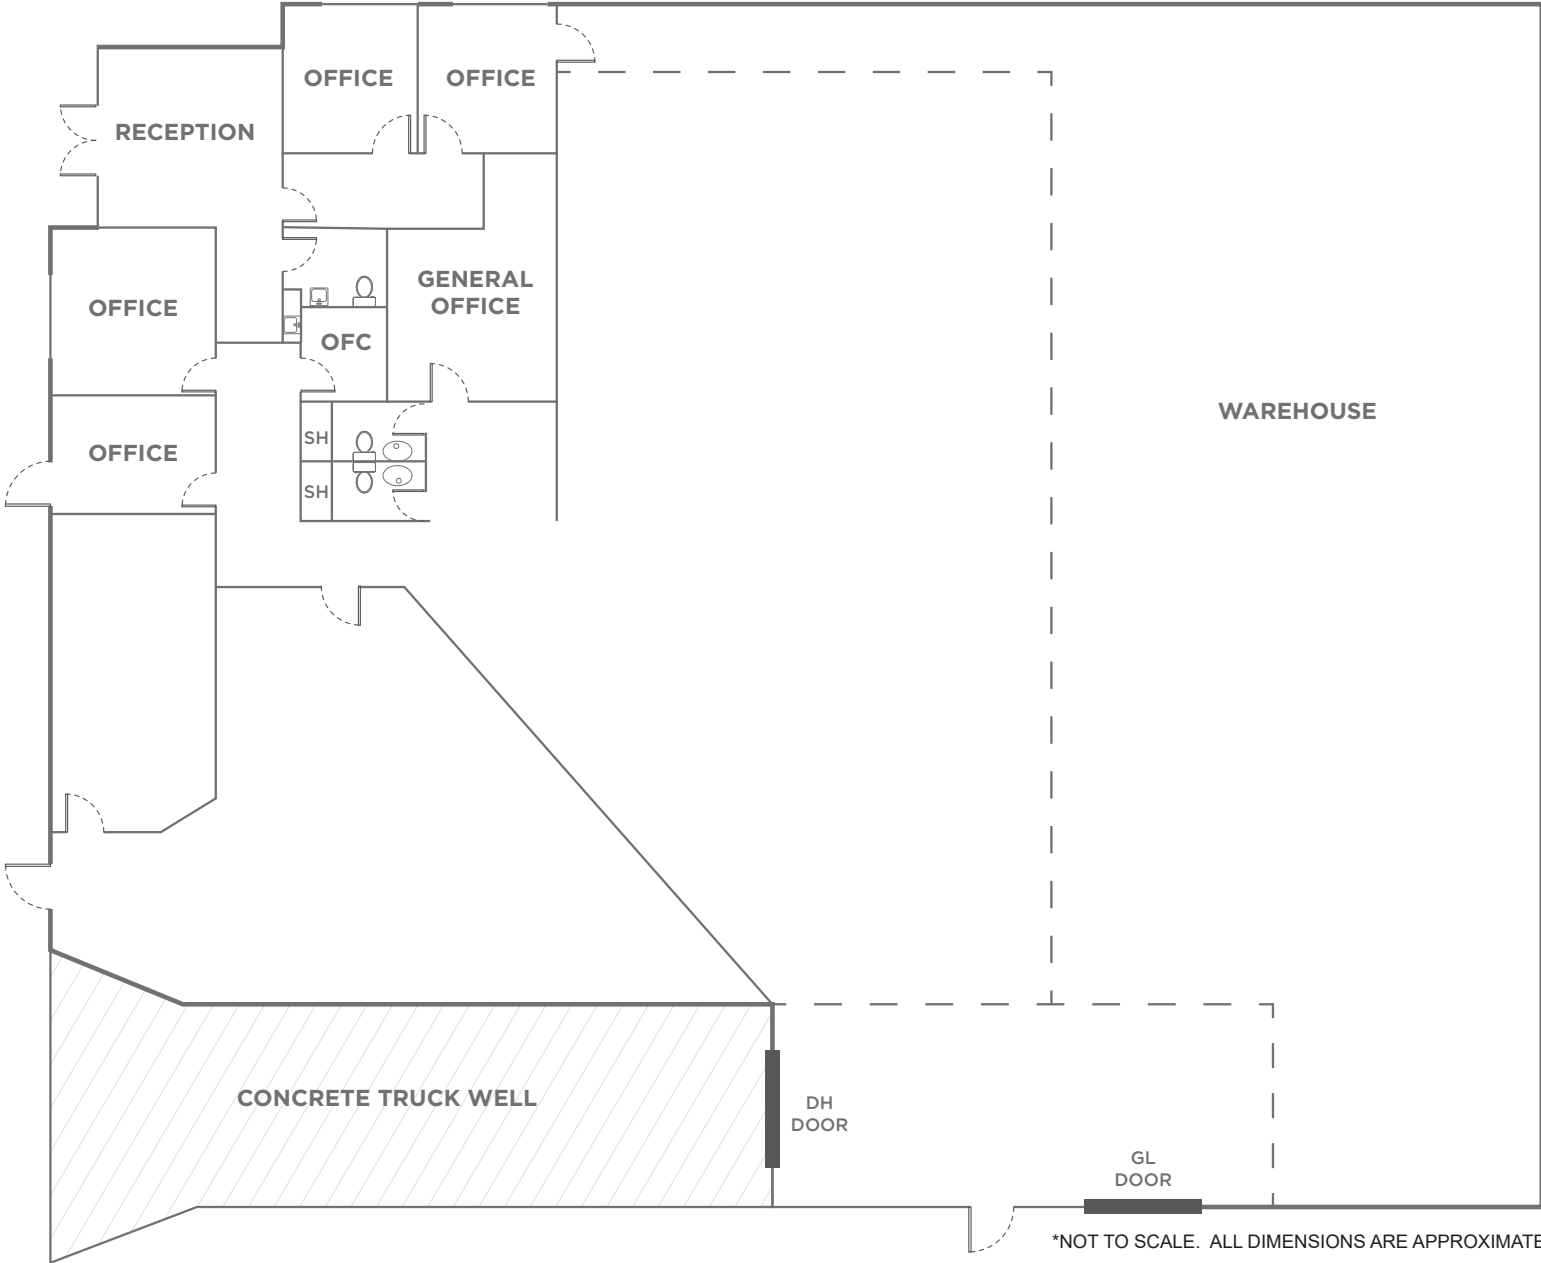 OFFICE
OFFICE
RECEPTION
GENERAL
OFFICE
OFFICE
OFC
WAREHOUSE
SH
OFFICE
SH
CONCRETE TRUCK WELL
DH
DOOR
GL
DOOR
*NOT TO SCALE. ALL DIMENSIONS ARE APPROXIMATE